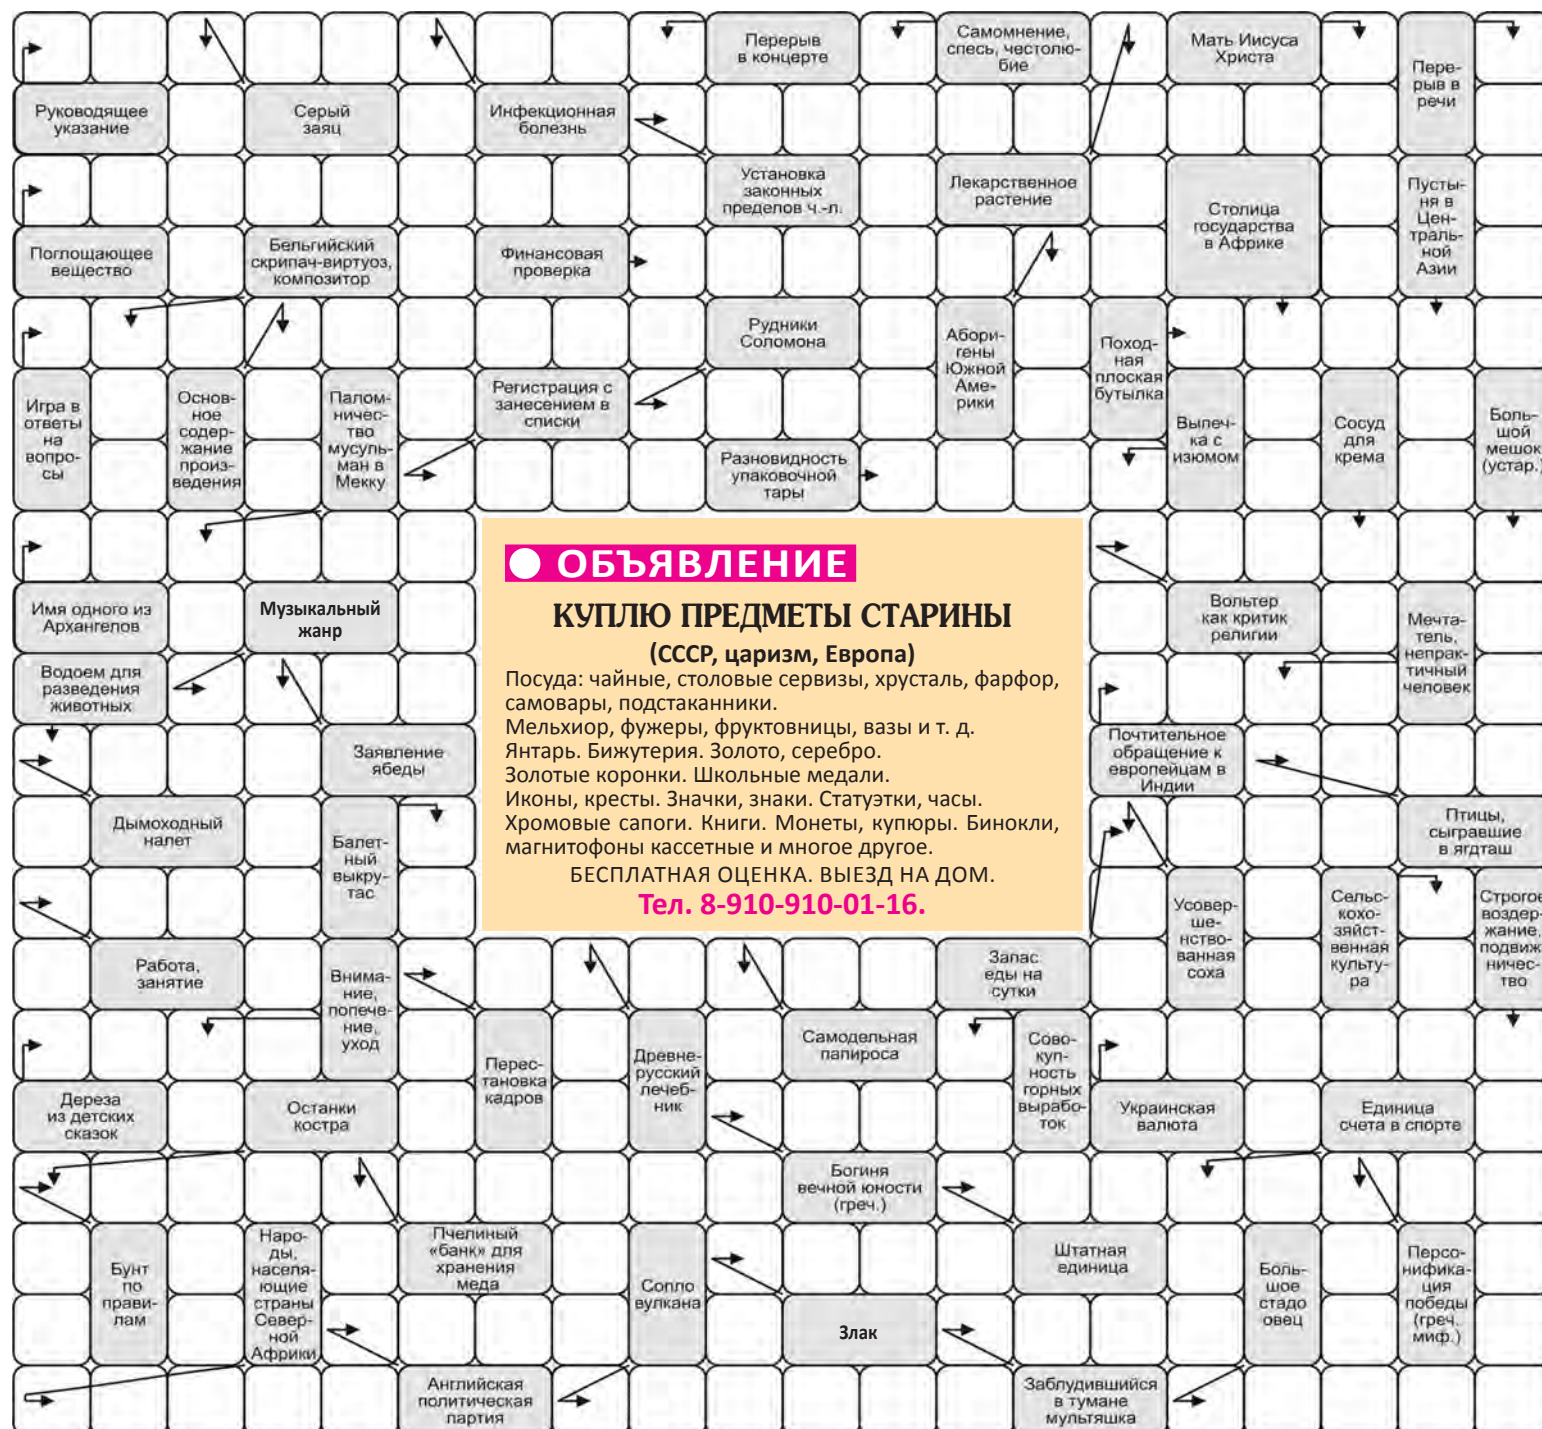 Перерыв
в концерте
Самомнение,
спесь, честолю-
бие
Мать Иисуса
Христа
Пере-
рыв в
речи
Руководящее
указание
Серый
заяц
Инфекционная
болезнь
Установка
законных
пределов ч.-л.
Лекарственное
растение
Столица
государства
в Африке
Пусты-
ня в
Цен-
траль-
ной
Азии
Поглощающее
вещество
Бельгийский
скрипач-виртуоз,
композитор
Финансовая
проверка
Рудники
Соломона
Або­ри-
гены
Южной
Аме-
рики
Поход-
ная
плоская
бутылка
Игра в
ответы
на
вопро-
сы
Основ-
ное
содер-
жание
произ-
ведения
Палом-
ничес-
тво
мусуль-
ман в
Мекку
Регистрация с
занесением в
списки
Выпеч-
ка с
изюмом
Сосуд
для
крема
Боль-
шой
мешок
(устар.)
Разновидность
упаковочной
тары
ОБЪЯВЛЕНИЕ
КУПЛЮ ПРЕДМЕТЫ СТАРИНЫ
(СССР, царизм, Европа)
Посуда: чайные, столовые сервизы, хрусталь, фарфор,
самовары, подстаканники.
Мельхиор, фужеры, фруктовницы, вазы и т. д.
Янтарь. Бижутерия. Золото, серебро.
Золотые коронки. Школьные медали.
Иконы, кресты. Значки, знаки. Статуэтки, часы.
Хромовые сапоги. Книги. Монеты, купюры. Бинокли,
магнитофоны кассетные и многое другое.
БЕСПЛАТНАЯ ОЦЕНКА. ВЫЕЗД НА ДОМ.
Тел. 8-910-910-01-16.
Имя одного из
Архангелов
Музыкальный
жанр
Вольтер
как критик
религии
Мечта-
тель,
непрак-
тичный
человек
Водоем для
разведения
животных
Заявление
ябеды
Почтительное
обращение к
европейцам в
Индии
Дымоходный
налет
Балет-
ный
выкру-
тас
Птицы,
сыгравшие
в ягдташ
Усовер-
ше-
нство-
ванная
соха
Сельс-
кохо-
зяйст-
венная
культу-
ра
Строгое
воздер-
жание,
подвиж
ничес-
тво
Работа,
занятие
Внима-
ние,
попече-
ние,
уход
Запас
еды на
сутки
Перес-
тановка
кадров
Древне-
русский
лечеб-
ник
Самодельная
папироса
Сово-
куп-
ность
горных
вырабо-
ток
Дереза
из детских
сказок
Останки
костра
Украинская
валюта
Единица
счета в спорте
Богиня
вечной юности
(греч.)
Бунт
по
прави-
лам
Наро-
ды,
населя-
ющие
страны
Север-
ной
Африки
Пчелиный
«банк» для
хранения
меда
Сопло
вулкана
Штатная
единица
Боль-
шое
стадо
овец
Персо-
нифика-
ция
победы
(греч.
миф.)
Злак
Английская
политическая
партия
Заблудившийся
в тумане
мультяшка